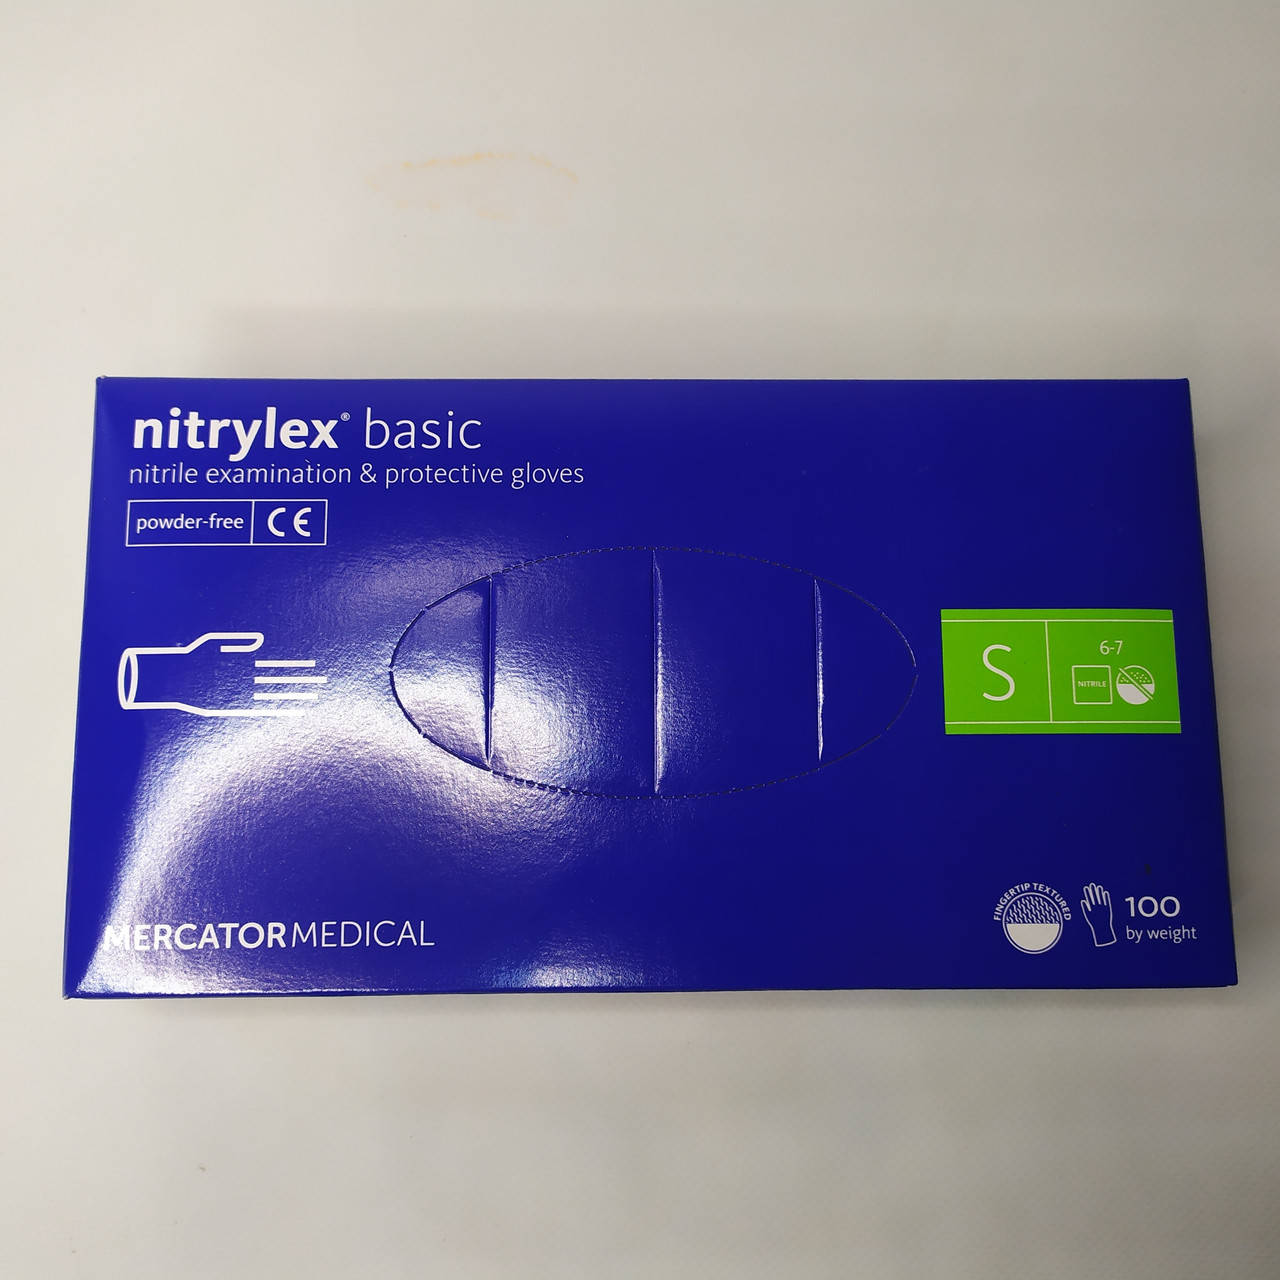 nitrylex® basic
nitrile examination & protective gloves
powder-free CE
S
6-7
NITRILE
FINGERTIP TEXTURED
100
by weight
MERCATOR MEDICAL